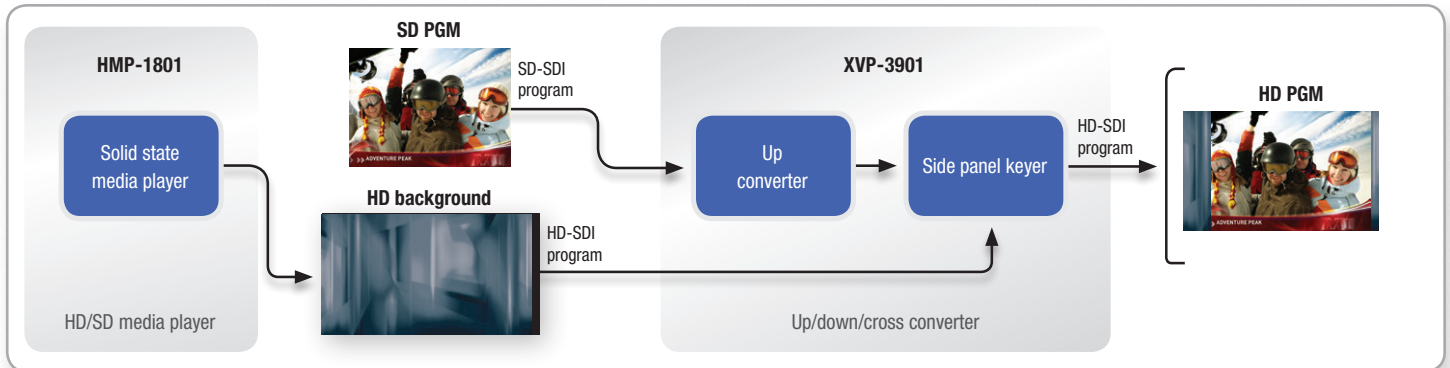 HMP-1801
Solid state
media player
HD/SD media player
SD PGM
ADVENTURE PEAK
SD-SDI
program
HD background
HD-SDI
program
XVP-3901
Up
converter
Side panel keyer
Up/down/cross converter
HD-SDI
program
HD PGM
ADVENTURE PEAK